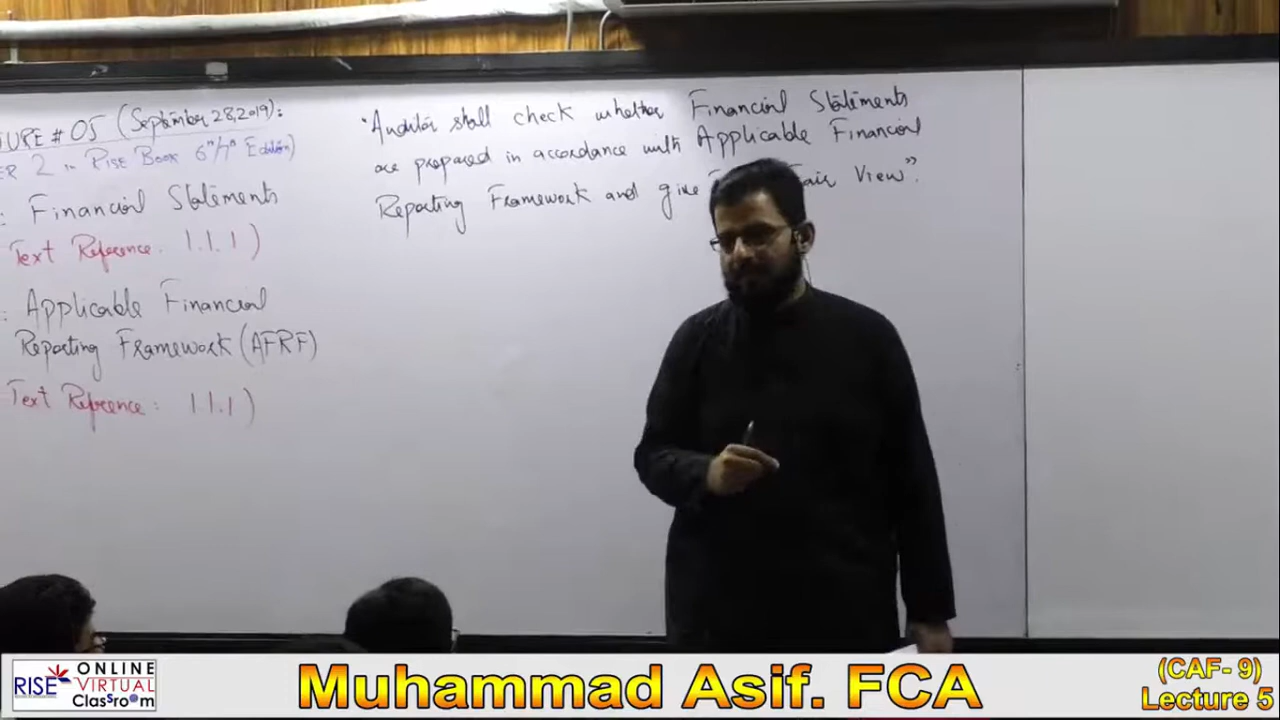 URE # 05 (September 28, 2019):
ER 2 in Rise Book 6th/7th Edition)
: Financial Statements
Text Reference: 1.1.1)
: Applicable Financial
Reporting Framework (AFRF)
Text Reference: 1.1.1)
"Auditor shall check whether Financial Statements
are prepared in accordance with Applicable Financial
Reporting Framework and give Fair View".
RISE
ONLINE
VIRTUAL
Classroom
Muhammad Asif. FCA
(CAF- 9)
Lecture 5